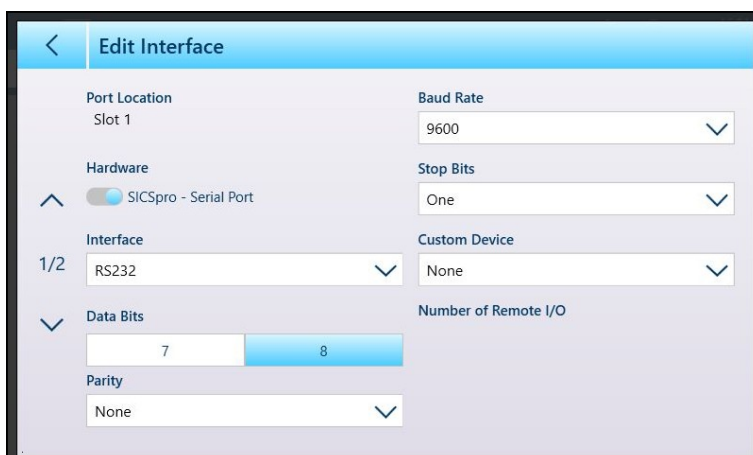 Edit Interface
Port Location
Slot 1
Hardware
SICSpro - Serial Port
Interface
RS232
Data Bits
7 8
Parity
None
Baud Rate
9600
Stop Bits
One
Custom Device
None
Number of Remote I/O
1/2